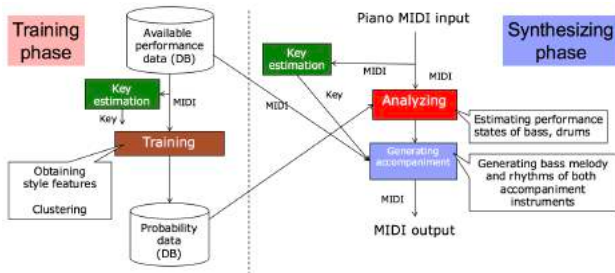 Training
phase
Available
performance
data (DB)
Key
estimation
MIDI
Key
Training
Obtaining
style features
Clustering
Probability
data
(DB)
Piano MIDI input
Synthesizing
phase
Key
estimation
MIDI
MIDI
MIDI
Key
Analyzing
Estimating performance
states of bass, drums
Generating
accompaniment
Generating bass melody
and rhythms of both
accompaniment
instruments
MIDI
MIDI output